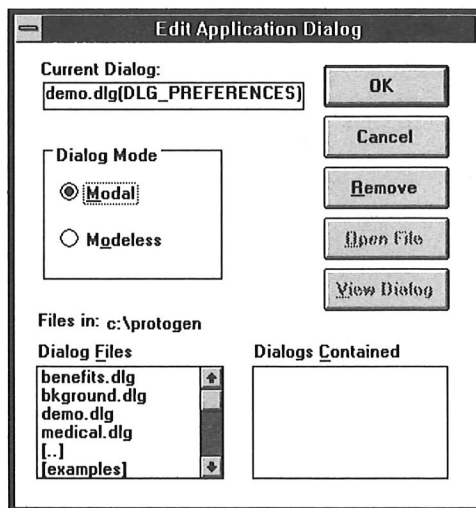 Edit Application Dialog
Current Dialog:
demo.dlg(DLG_PREFERENCES)
OK
Cancel
Remove
Open File
View Dialog
Dialog Mode
Modal
Modeless
Files in: c:\protogen
Dialog Files
benefits.dlg
bkground.dlg
demo.dlg
medical.dlg
[..]
[examples]
Dialogs Contained